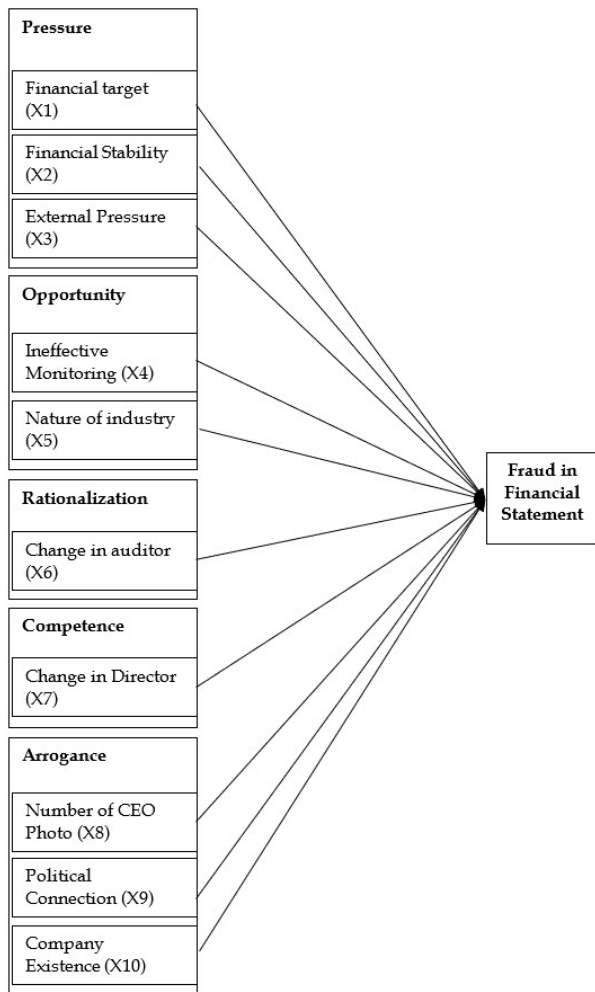 Pressure
Financial target
(X1)
Financial Stability
(X2)
External Pressure
(X3)
Opportunity
Ineffective
Monitoring (X4)
Nature of industry
(X5)
Rationalization
Change in auditor
(X6)
Competence
Change in Director
(X7)
Arrogance
Number of CEO
Photo (X8)
Political
Connection (X9)
Company
Existence (X10)
Fraud in
Financial
Statement